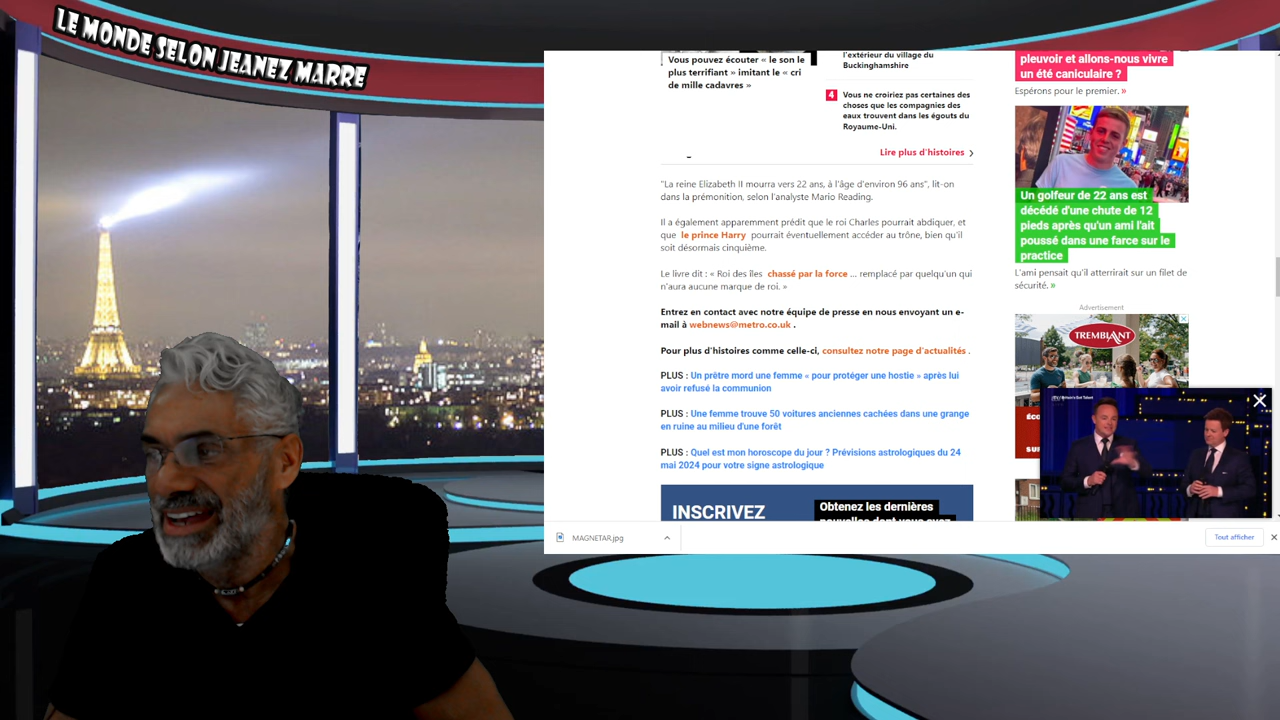 LE MONDE SELON JEANEZ MARRE
Vous pouvez écouter « le son le
plus terrifiant » imitant le « cri
de mille cadavres »
l'extérieur du village du
Buckinghamshire
4
Vous ne croiriez pas certaines des
choses que les compagnies des
eaux trouvent dans les égouts du
Royaume-Uni.
Lire plus d'histoires
"La reine Elizabeth II mourra vers 22 ans, à l'âge d'environ 96 ans", lit-on
dans la prémonition, selon l'analyste Mario Reading.
Il a également apparemment prédit que le roi Charles pourrait abdiquer, et
que le prince Harry pourrait éventuellement accéder au trône, bien qu'il
soit désormais cinquième.
Le livre dit : « Roi des îles chassé par la force ... remplacé par quelqu'un qui
n'aura aucune marque de roi. »
Entrez en contact avec notre équipe de presse en nous envoyant un e-
mail à webnews@metro.co.uk .
Pour plus d'histoires comme celle-ci, consultez notre page d'actualités .
PLUS : Un prêtre mord une femme « pour protéger une hostie » après lui
avoir refusé la communion
PLUS : Une femme trouve 50 voitures anciennes cachées dans une grange
en ruine au milieu d'une forêt
PLUS : Quel est mon horoscope du jour ? Prévisions astrologiques du 24
mai 2024 pour votre signe astrologique
INSCRIVEZ
Obtenez les dernières
pleuvoir et allons-nous vivre
un été caniculaire ?
Espérons pour le premier. »
Un golfeur de 22 ans est
décédé d'une chute de 12
pieds après qu'un ami l'ait
poussé dans une farce sur le
practice
L'ami pensait qu'il atterrirait sur un filet de
sécurité. »
Advertisement
TREMBLANT
MAGNETAR.jpg
Tout afficher